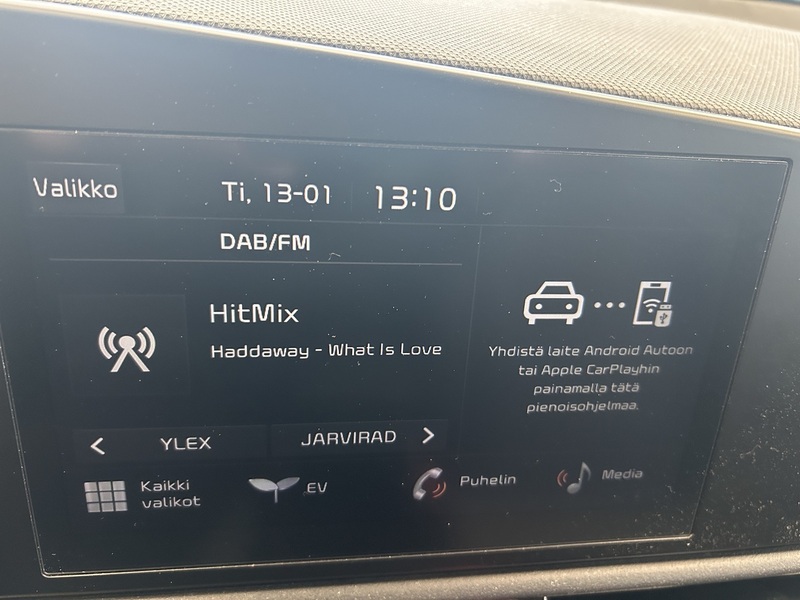 Valikko
Ti, 13-01
13:10
DAB/FM
HitMix
Haddaway - What Is Love
Yhdistä laite Android Autoon
tai Apple CarPlayhin
painamalla tätä
pienoisohjelmaa.
YLEX
JARVIRAD
Kaikki
valikot
EV
Puhelin
Media